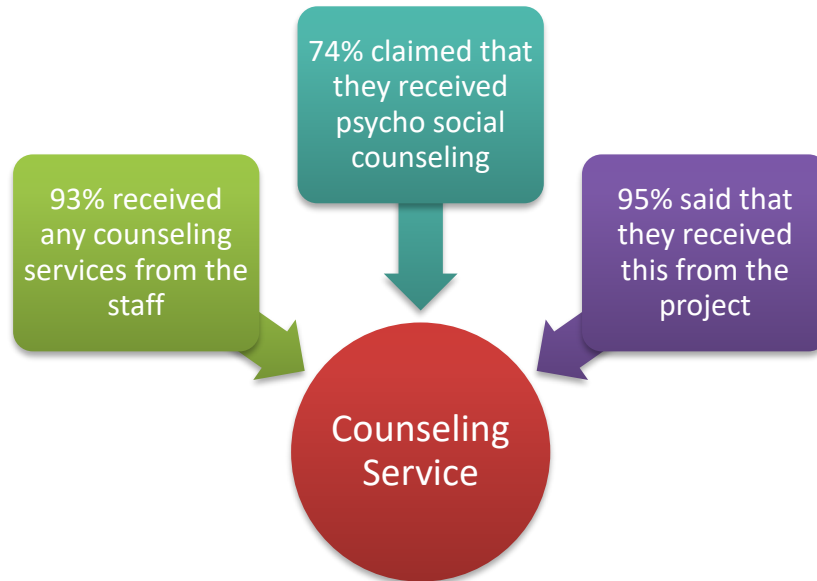 74% claimed that
they received
psycho social
counseling
93% received
any counseling
services from the
staff
95% said that
they received
this from the
project
Counseling
Service